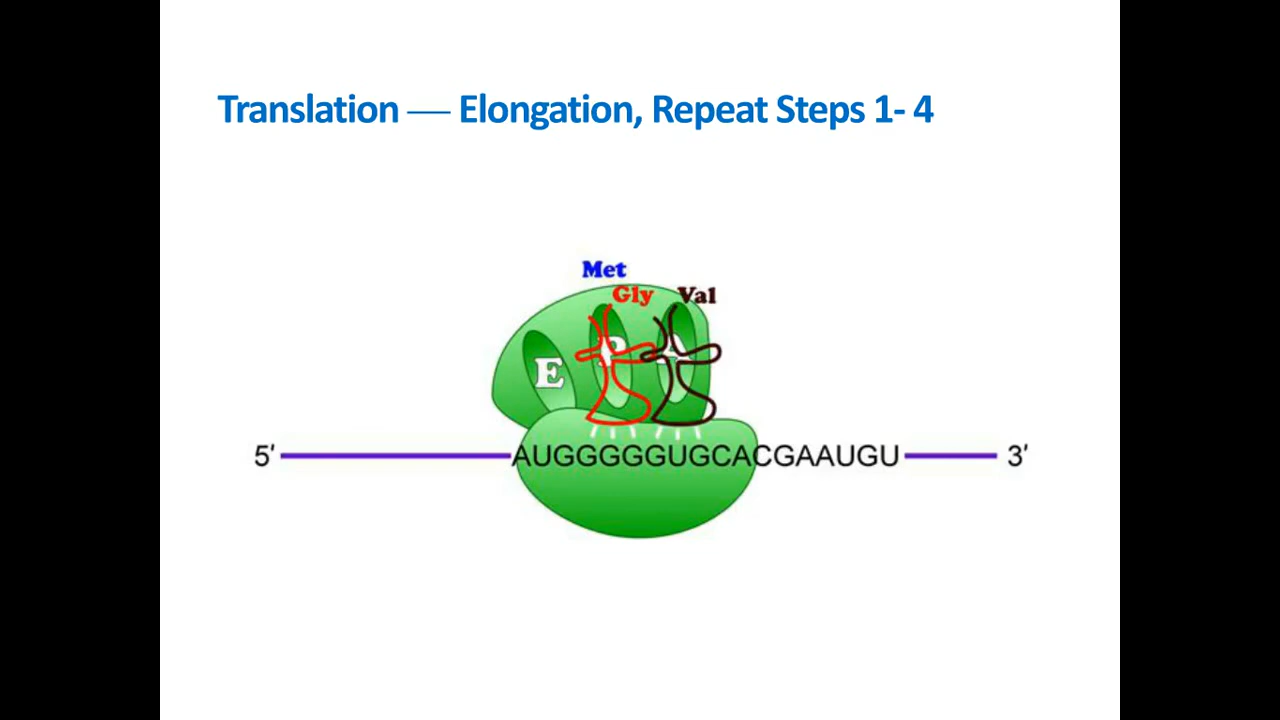 Translation — Elongation, Repeat Steps 1- 4
Met
Gly Val
E P A
5′ AUGGGGGUGCACGAAUGU 3′